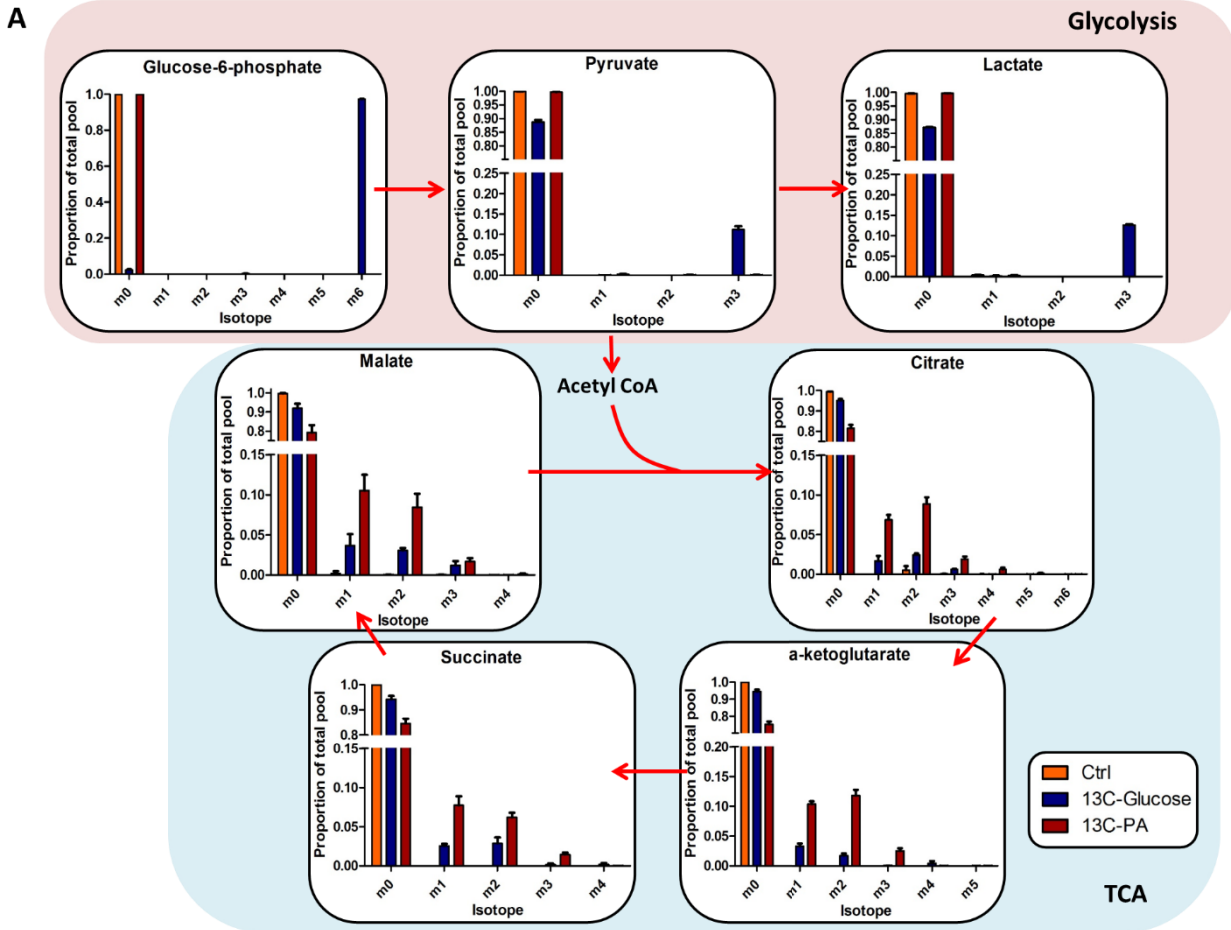 A
Glycolysis
Glucose-6-phosphate
Proportion of total pool
1.0
0.8
0.6
0.4
0.2
0.0
m0 m1 m2 m3 m4 m5 m6
Isotope
Pyruvate
Proportion of total pool
1.00
0.95
0.90
0.85
0.80
0.25
0.20
0.15
0.10
0.05
0.00
m0 m1 m2 m3
Isotope
Lactate
Proportion of total pool
1.00
0.95
0.90
0.85
0.80
0.25
0.20
0.15
0.10
0.05
0.00
m0 m1 m2 m3
Isotope
Malate
Proportion of total pool
1.0
0.9
0.8
0.15
0.10
0.05
0.00
m0 m1 m2 m3 m4
Isotope
Acetyl CoA
Citrate
Proportion of total pool
1.0
0.9
0.8
0.15
0.10
0.05
0.00
m0 m1 m2 m3 m4 m5 m6
Isotope
Succinate
Proportion of total pool
1.0
0.9
0.8
0.15
0.10
0.05
0.00
m0 m1 m2 m3 m4
Isotope
a-ketoglutarate
Proportion of total pool
1.0
0.9
0.8
0.20
0.15
0.10
0.05
0.00
m0 m1 m2 m3 m4 m5
Isotope
Ctrl
13C-Glucose
13C-PA
TCA